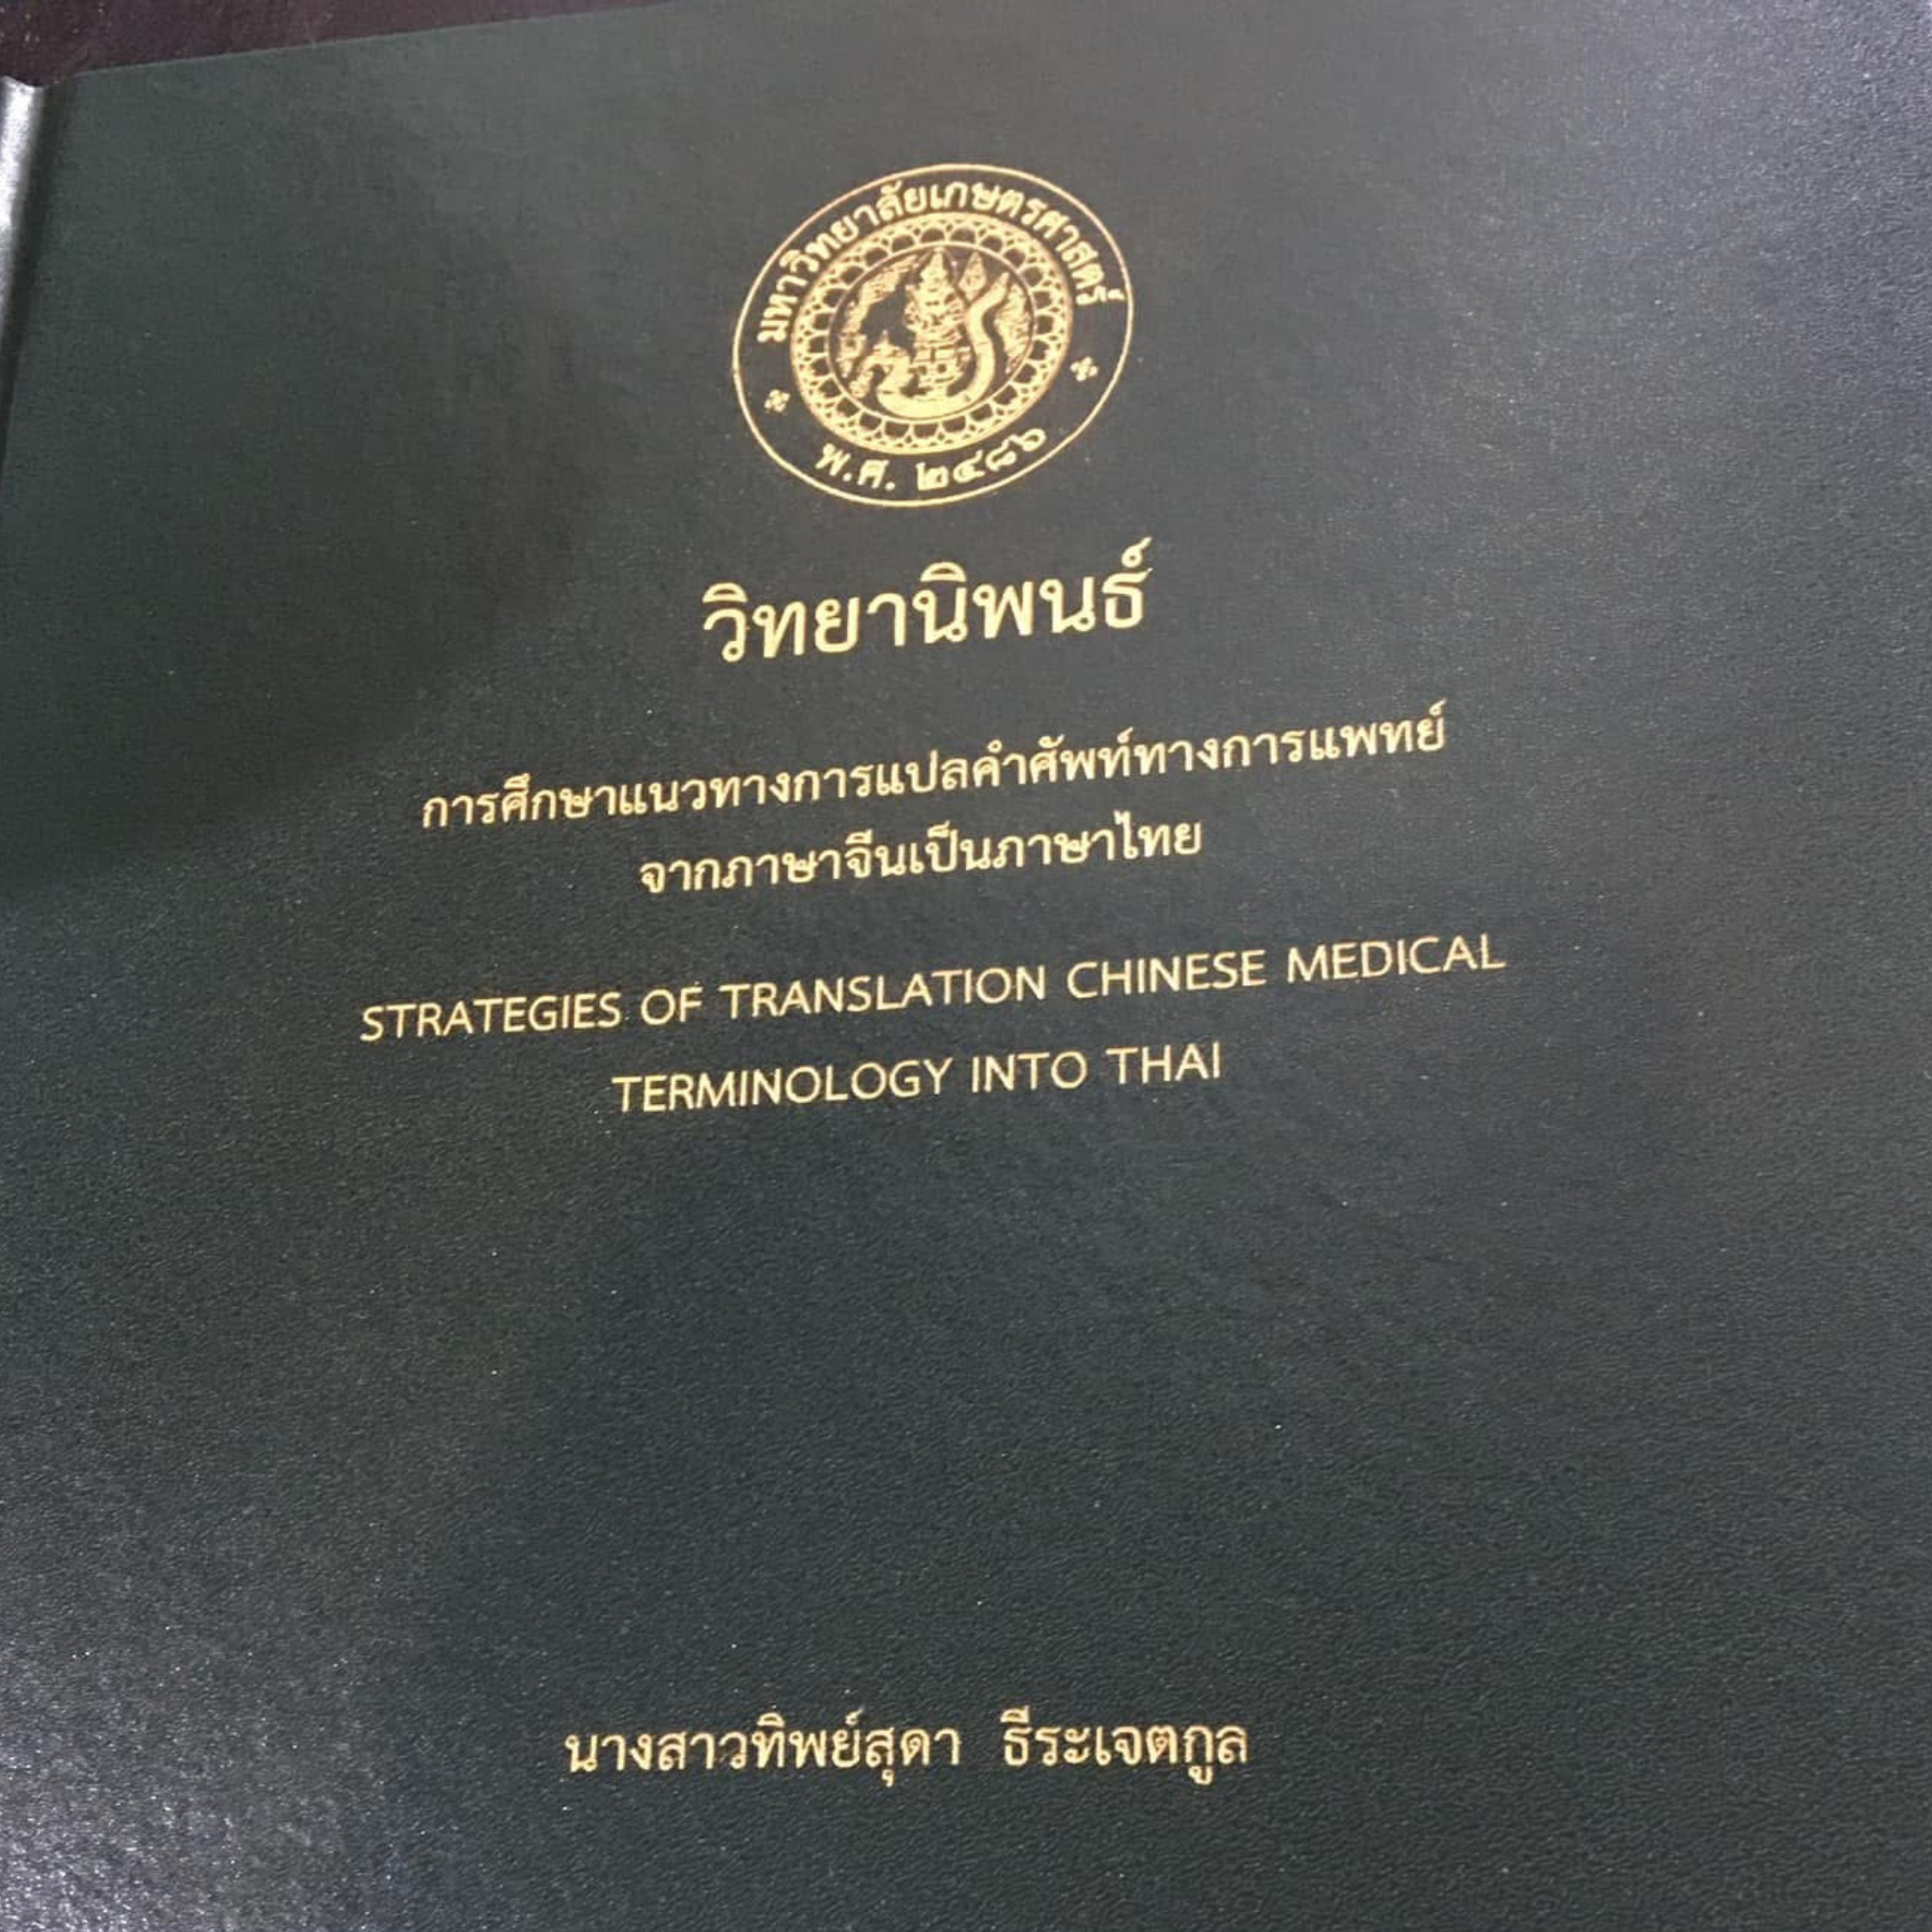 มหาวิทยาลัยเกษตรศาสตร์
พ.ศ. ๒๔๘๖
วิทยานิพนธ์
การศึกษาแนวทางการแปลคำศัพท์ทางการแพทย์
จากภาษาจีนเป็นภาษาไทย
STRATEGIES OF TRANSLATION CHINESE MEDICAL
TERMINOLOGY INTO THAI
นางสาวทิพย์สุดา ธีระเจตกูล